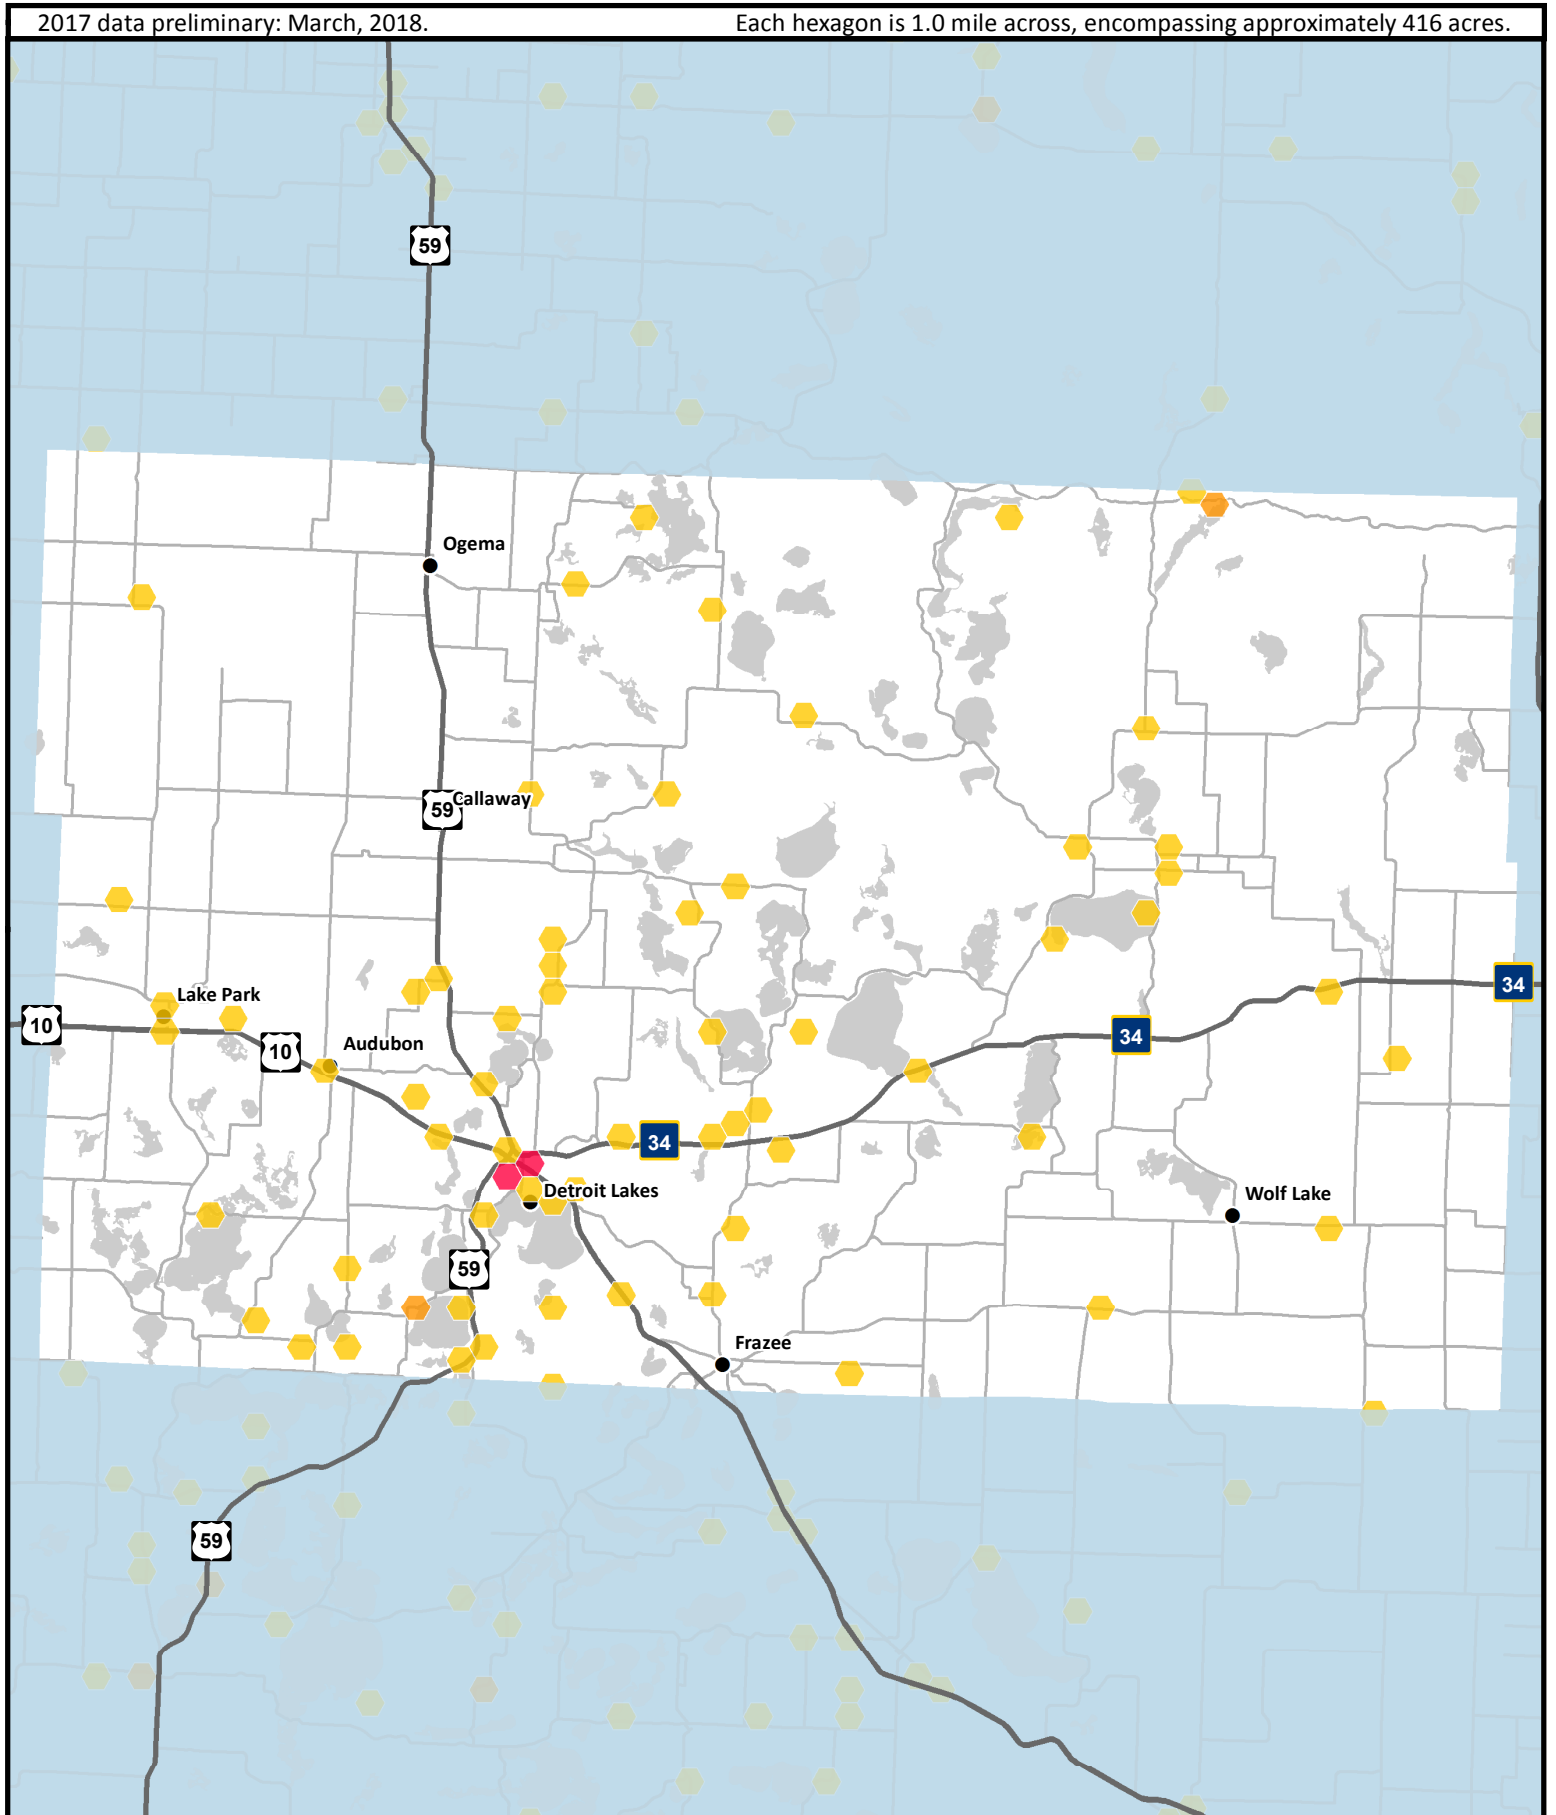 2017 data preliminary: March, 2018.
Each hexagon is 1.0 mile across, encompassing approximately 416 acres.
59
Ogema
59
Callaway
Lake Park
34
10
10
Audubon
34
34
Detroit Lakes
Wolf Lake
59
Frazee
59